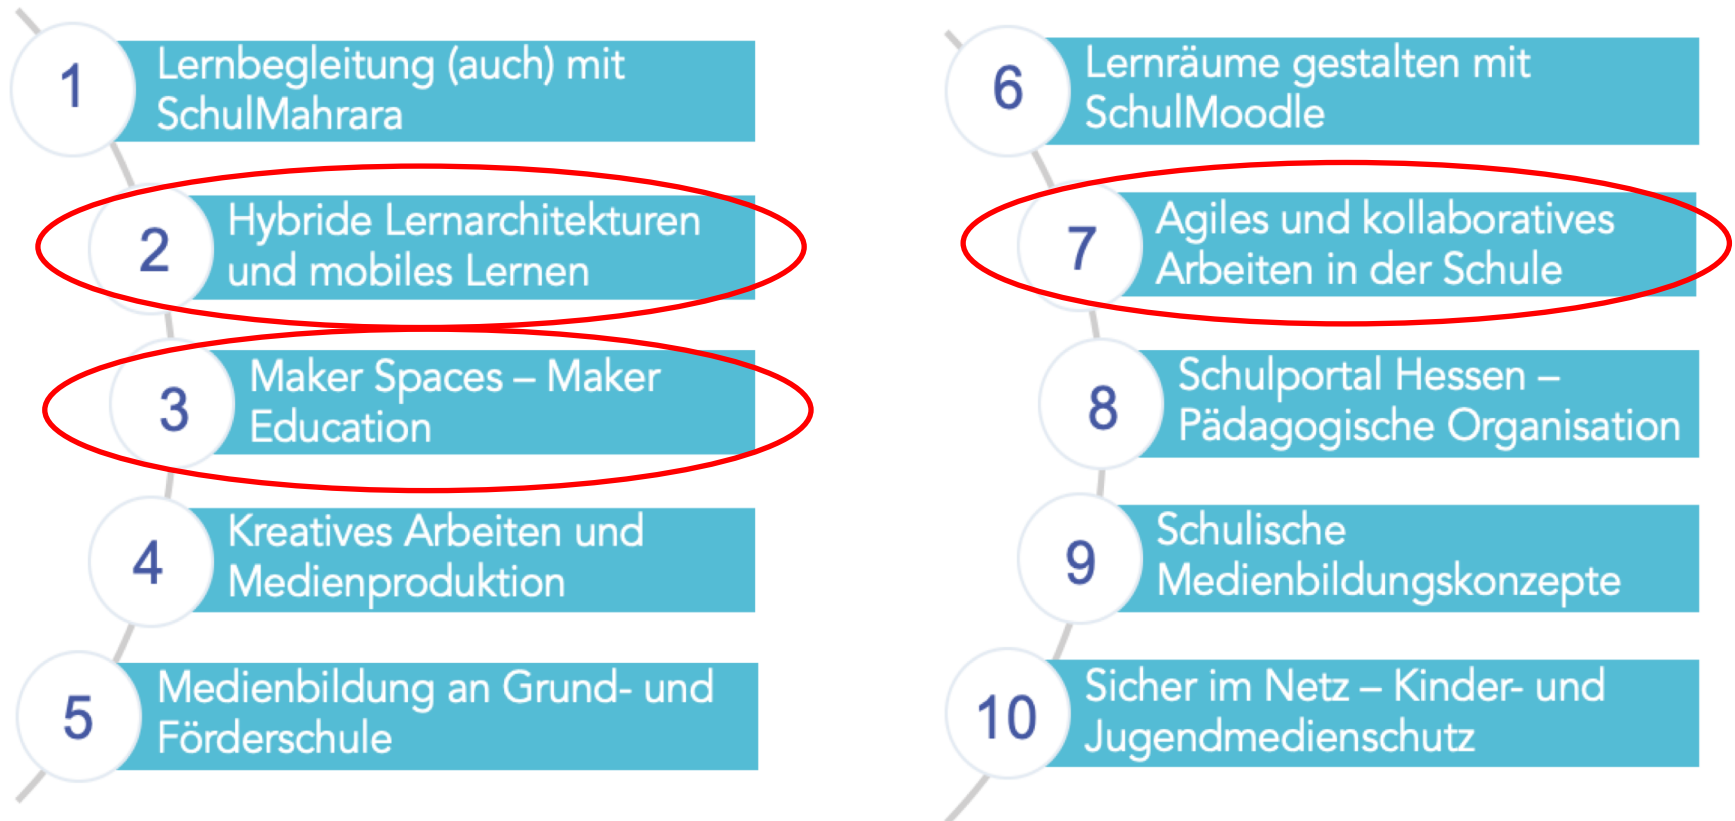 1
Lernbegleitung (auch) mit
SchulMahrara
2
Hybride Lernarchitekturen
und mobiles Lernen
3
Maker Spaces – Maker
Education
4
Kreatives Arbeiten und
Medienproduktion
5
Medienbildung an Grund- und
Förderschule
6
Lernräume gestalten mit
SchulMoodle
7
Agiles und kollaboratives
Arbeiten in der Schule
8
Schulportal Hessen –
Pädagogische Organisation
9
Schulische
Medienbildungskonzepte
10
Sicher im Netz – Kinder- und
Jugendmedienschutz